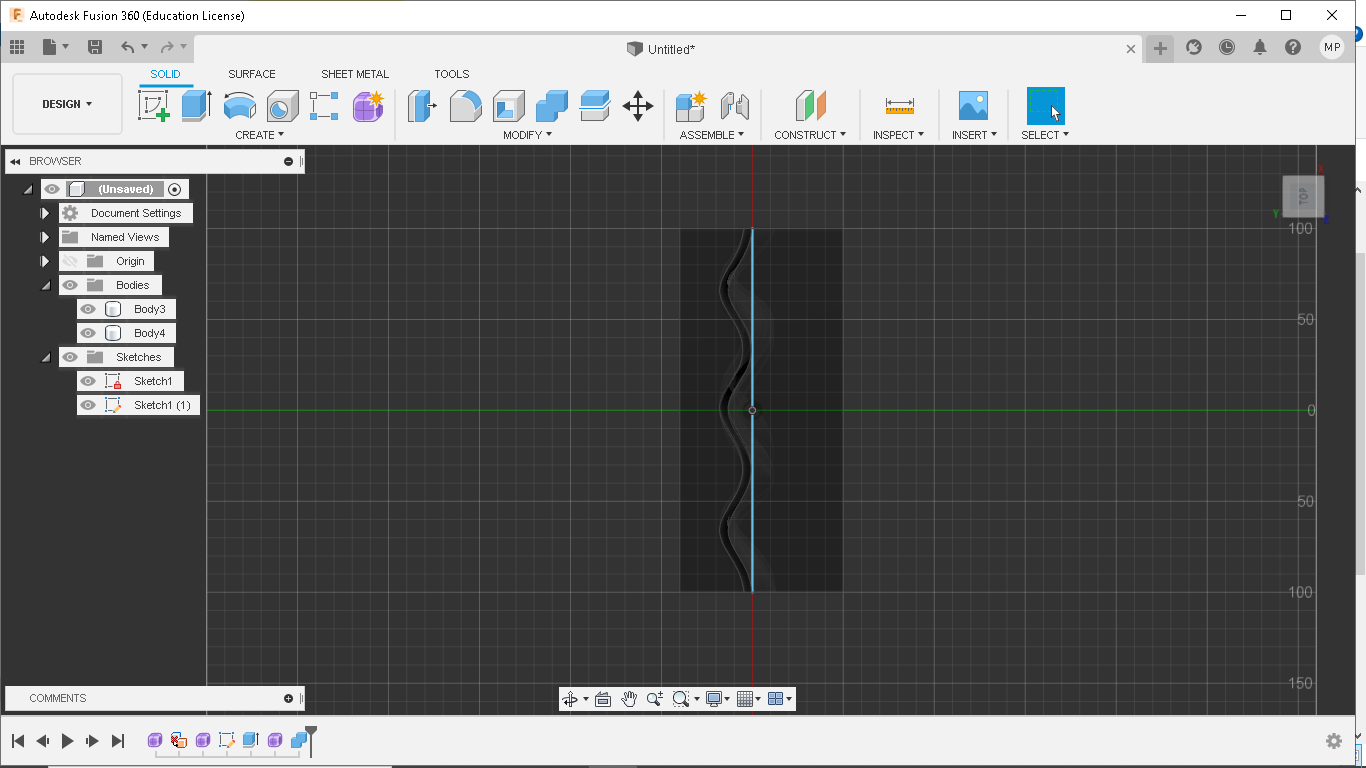 Autodesk Fusion 360 (Education License)
Untitled*
MP
DESIGN
SOLID
SURFACE
SHEET METAL
TOOLS
CREATE
MODIFY
ASSEMBLE
CONSTRUCT
INSPECT
INSERT
SELECT
BROWSER
(Unsaved)
Document Settings
Named Views
Origin
Bodies
Body3
Body4
Sketches
Sketch1
Sketch1 (1)
TOP
X
Y
Z
100
50
0
50
100
150
COMMENTS